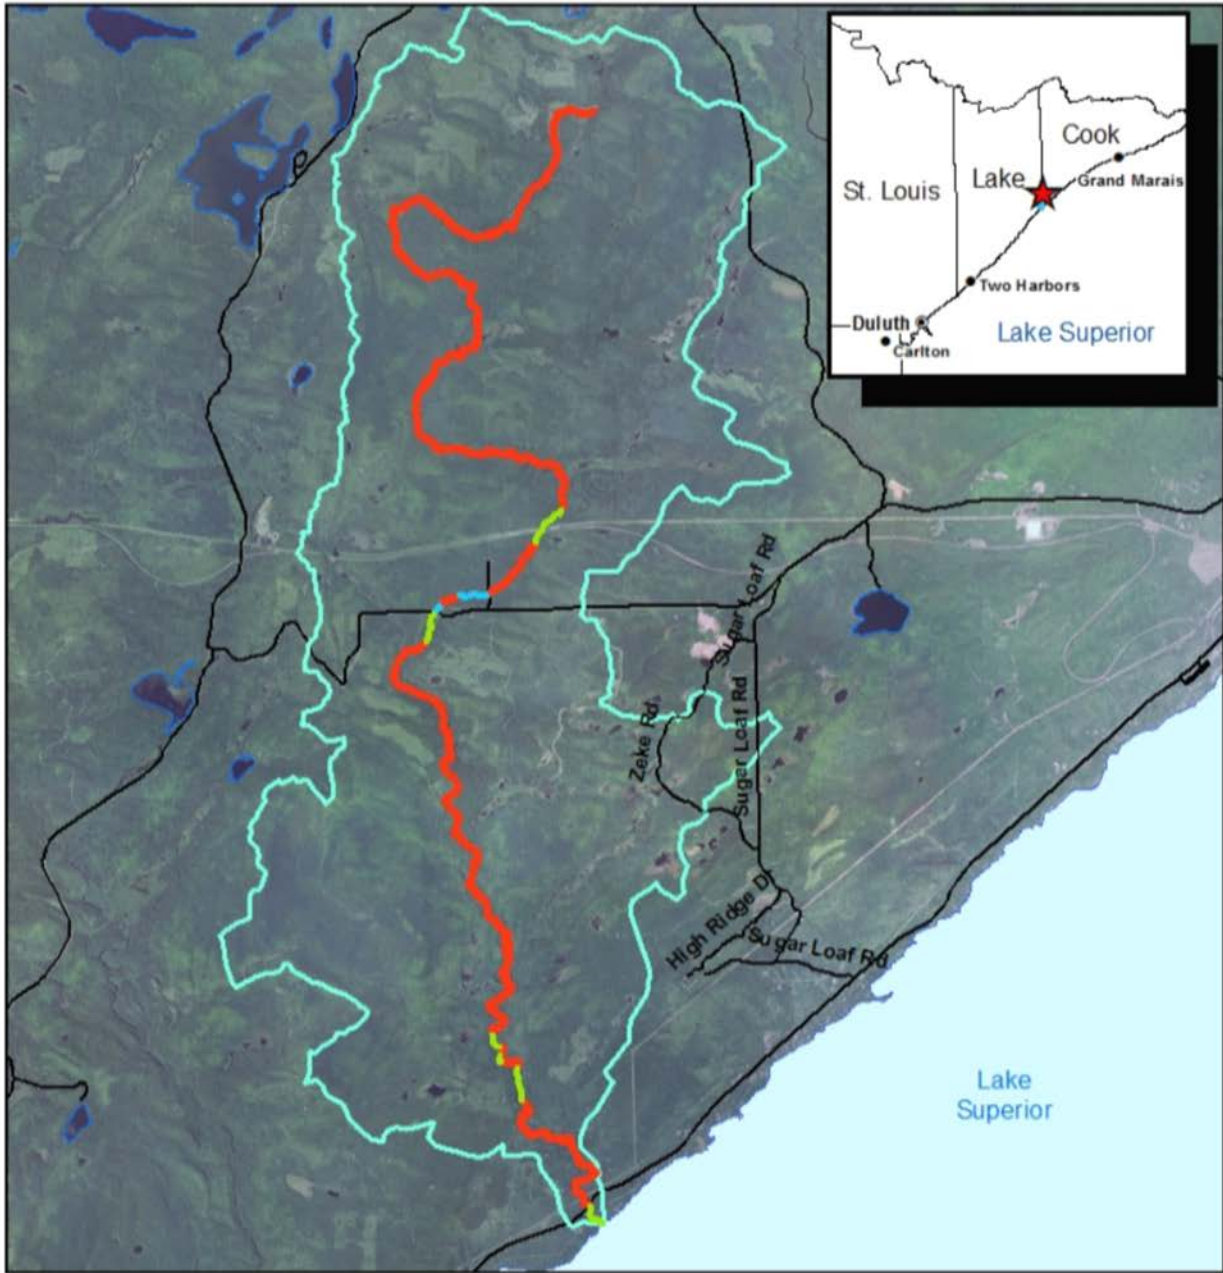 Cook
Lake
Grand Marais
St. Louis
Two Harbors
Duluth
Lake Superior
Carlton
Sugar Loaf Rd
Sugar Loaf Rd
Zeke Rd
High Ridge Dr
Sugar Loaf Rd
Lake
Superior